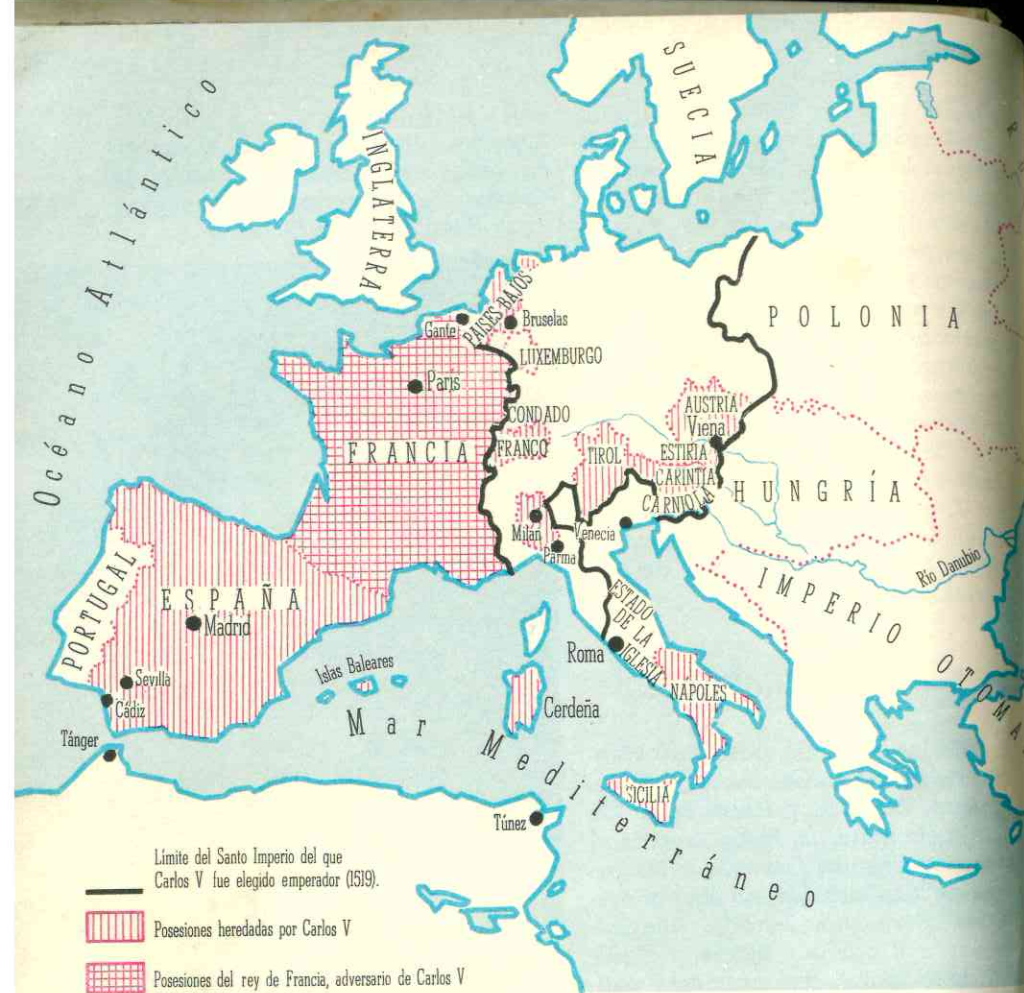 SUECIA
Océano Atlántico
INGLATERRA
PAISES BAJOS
POLONIA
Gante
Bruselas
LUXEMBURGO
París
CONDADO
FRANCO
AUSTRIA
Viena
FRANCIA
TIROL
ESTIRIA
CARINTIA
CARNIOLA
HUNGRÍA
Milán
Venecia
Parma
Río Danubio
IMPERIO OTOMA
PORTUGAL
ESPAÑA
Madrid
ESTADO
DE LA
IGLESIA
Roma
Islas Baleares
Sevilla
Cádiz
NAPOLES
Cerdeña
Mar Mediterráneo
Tánger
SICILIA
Túnez
Límite del Santo Imperio del que
Carlos V fue elegido emperador (1519).
Posesiones heredadas por Carlos V
Posesiones del rey de Francia, adversario de Carlos V